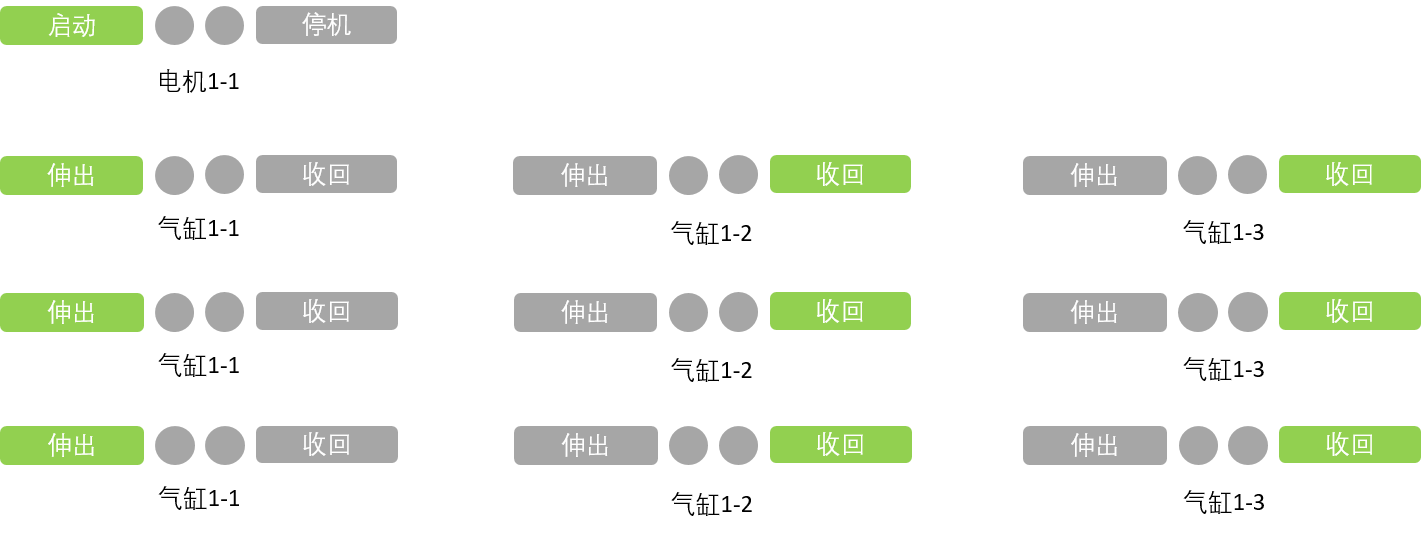 启动 停机
电机1-1
伸出 收回 伸出 收回 伸出 收回
气缸1-1 气缸1-2 气缸1-3
伸出 收回 伸出 收回 伸出 收回
气缸1-1 气缸1-2 气缸1-3
伸出 收回 伸出 收回 伸出 收回
气缸1-1 气缸1-2 气缸1-3